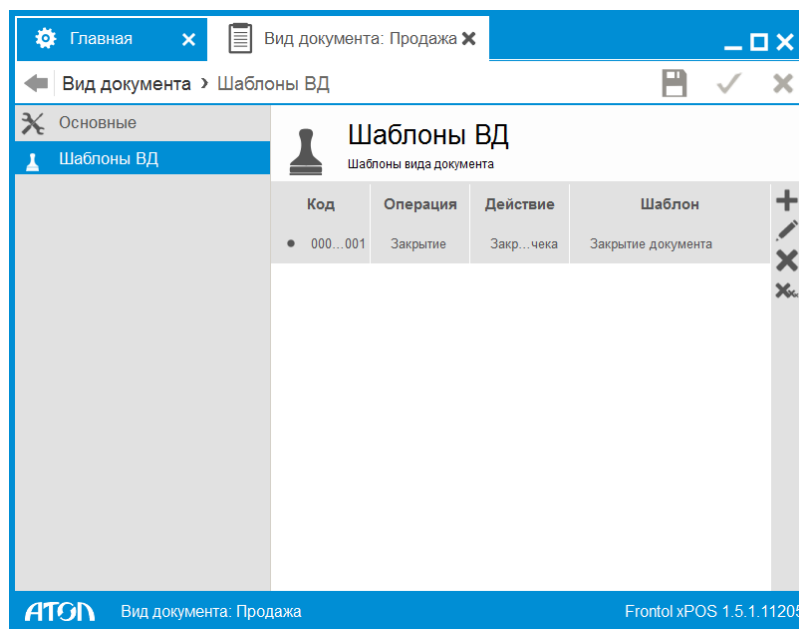 Главная
Вид документа: Продажа
Вид документа › Шаблоны ВД
Основные
Шаблоны ВД
Шаблоны ВД
Шаблоны вида документа
Код Операция Действие Шаблон
000...001 Закрытие Закр...чека Закрытие документа
АТОЛ Вид документа: Продажа Frontol xPOS 1.5.1.11205